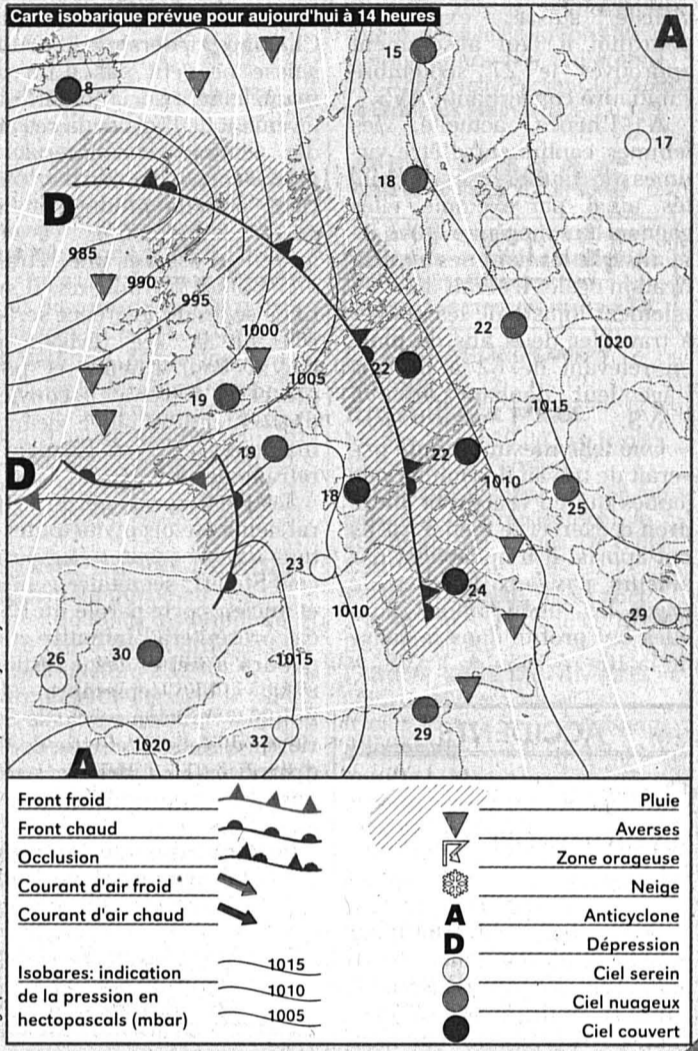 Carte isobarique prévue pour aujourd'hui à 14 heures
A
15
8
17
18
D
985
990
995
22
1000
1020
22
1005
1015
19
19
22
D
1010
18
25
23
24
1010
29
30
26
1015
32
1020
29
A
Front froid
Front chaud
Occlusion
Courant d'air froid *
Courant d'air chaud
Isobares: indication
de la pression en
hectopascals (mbar)
1015
1010
1005
Pluie
Averses
Zone orageuse
Neige
A Anticyclone
D Dépression
Ciel serein
Ciel nuageux
Ciel couvert